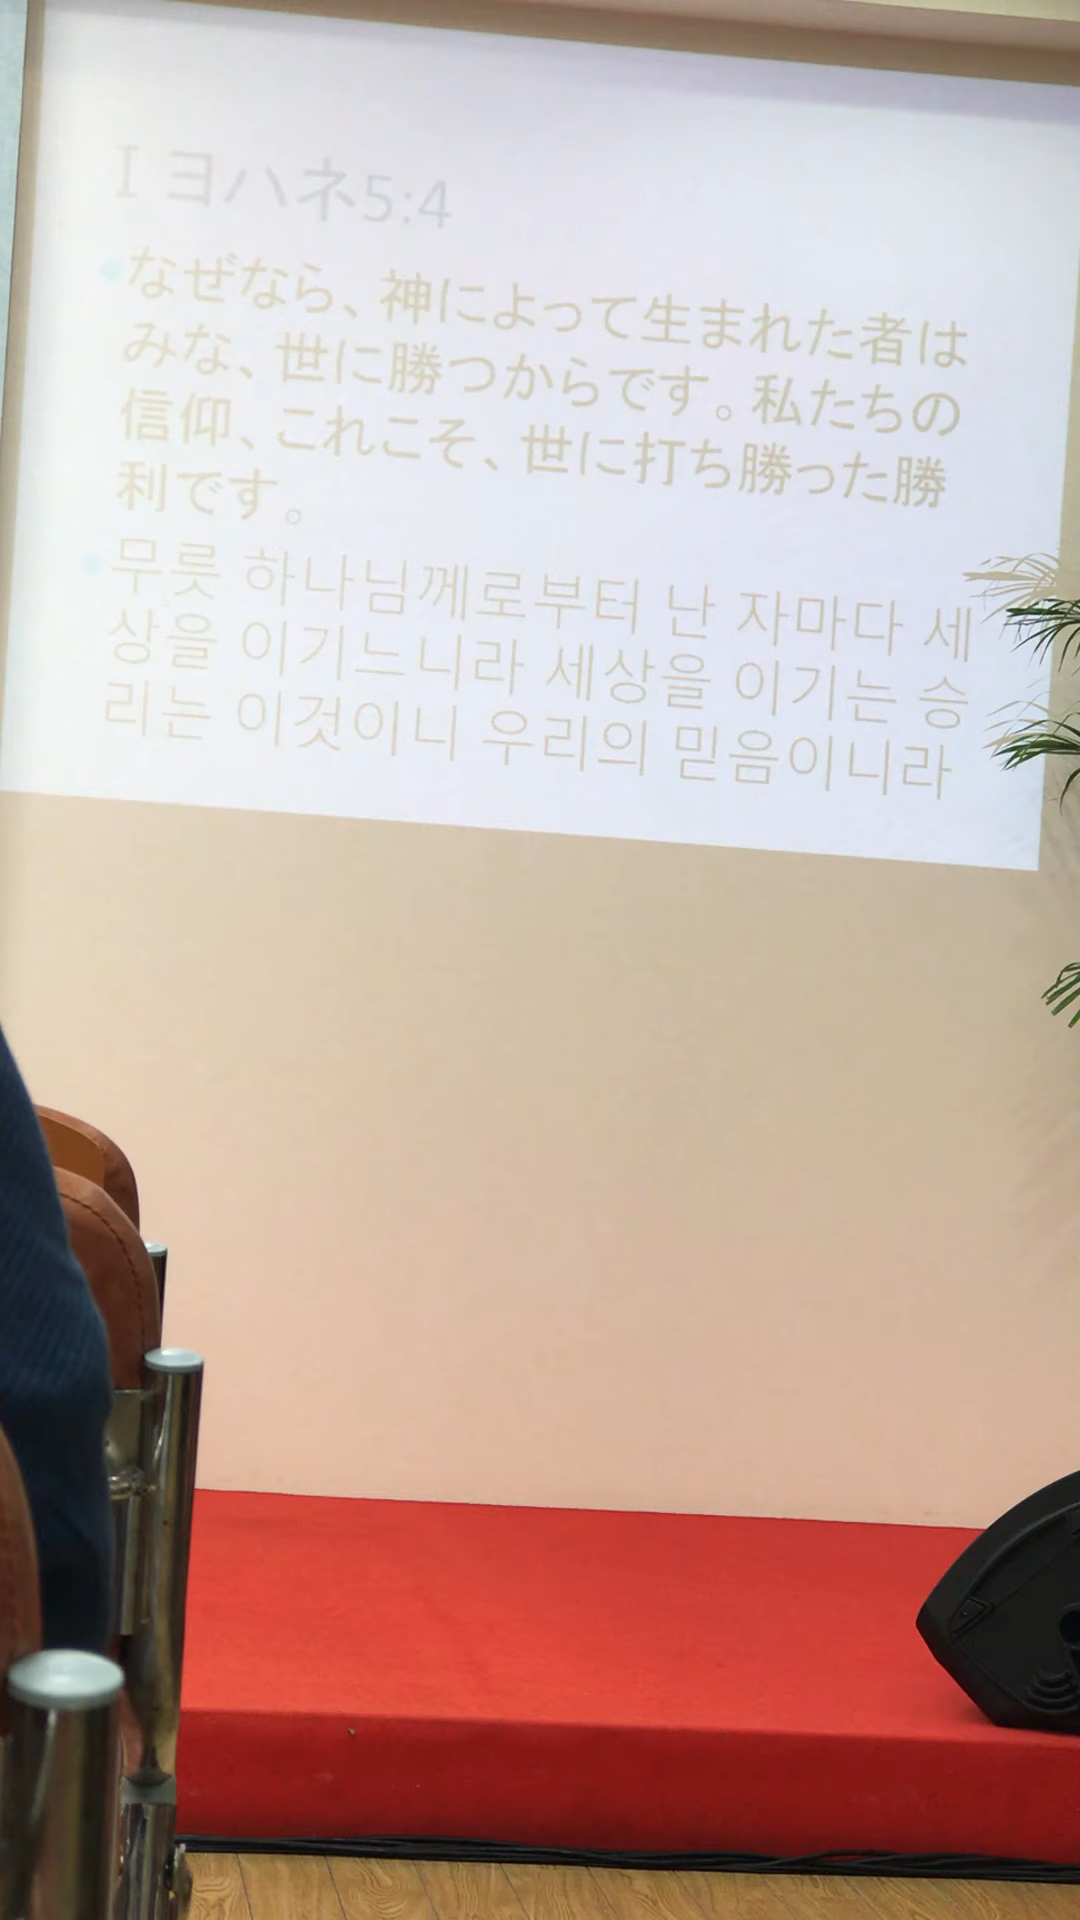 I ヨハネ5:4
なぜなら、神によって生まれた者は
みな、世に勝つからです。私たちの
信仰、これこそ、世に打ち勝った勝
利です。
무릇 하나님께로부터 난 자마다 세
상을 이기느니라 세상을 이기는 승
리는 이것이니 우리의 믿음이니라